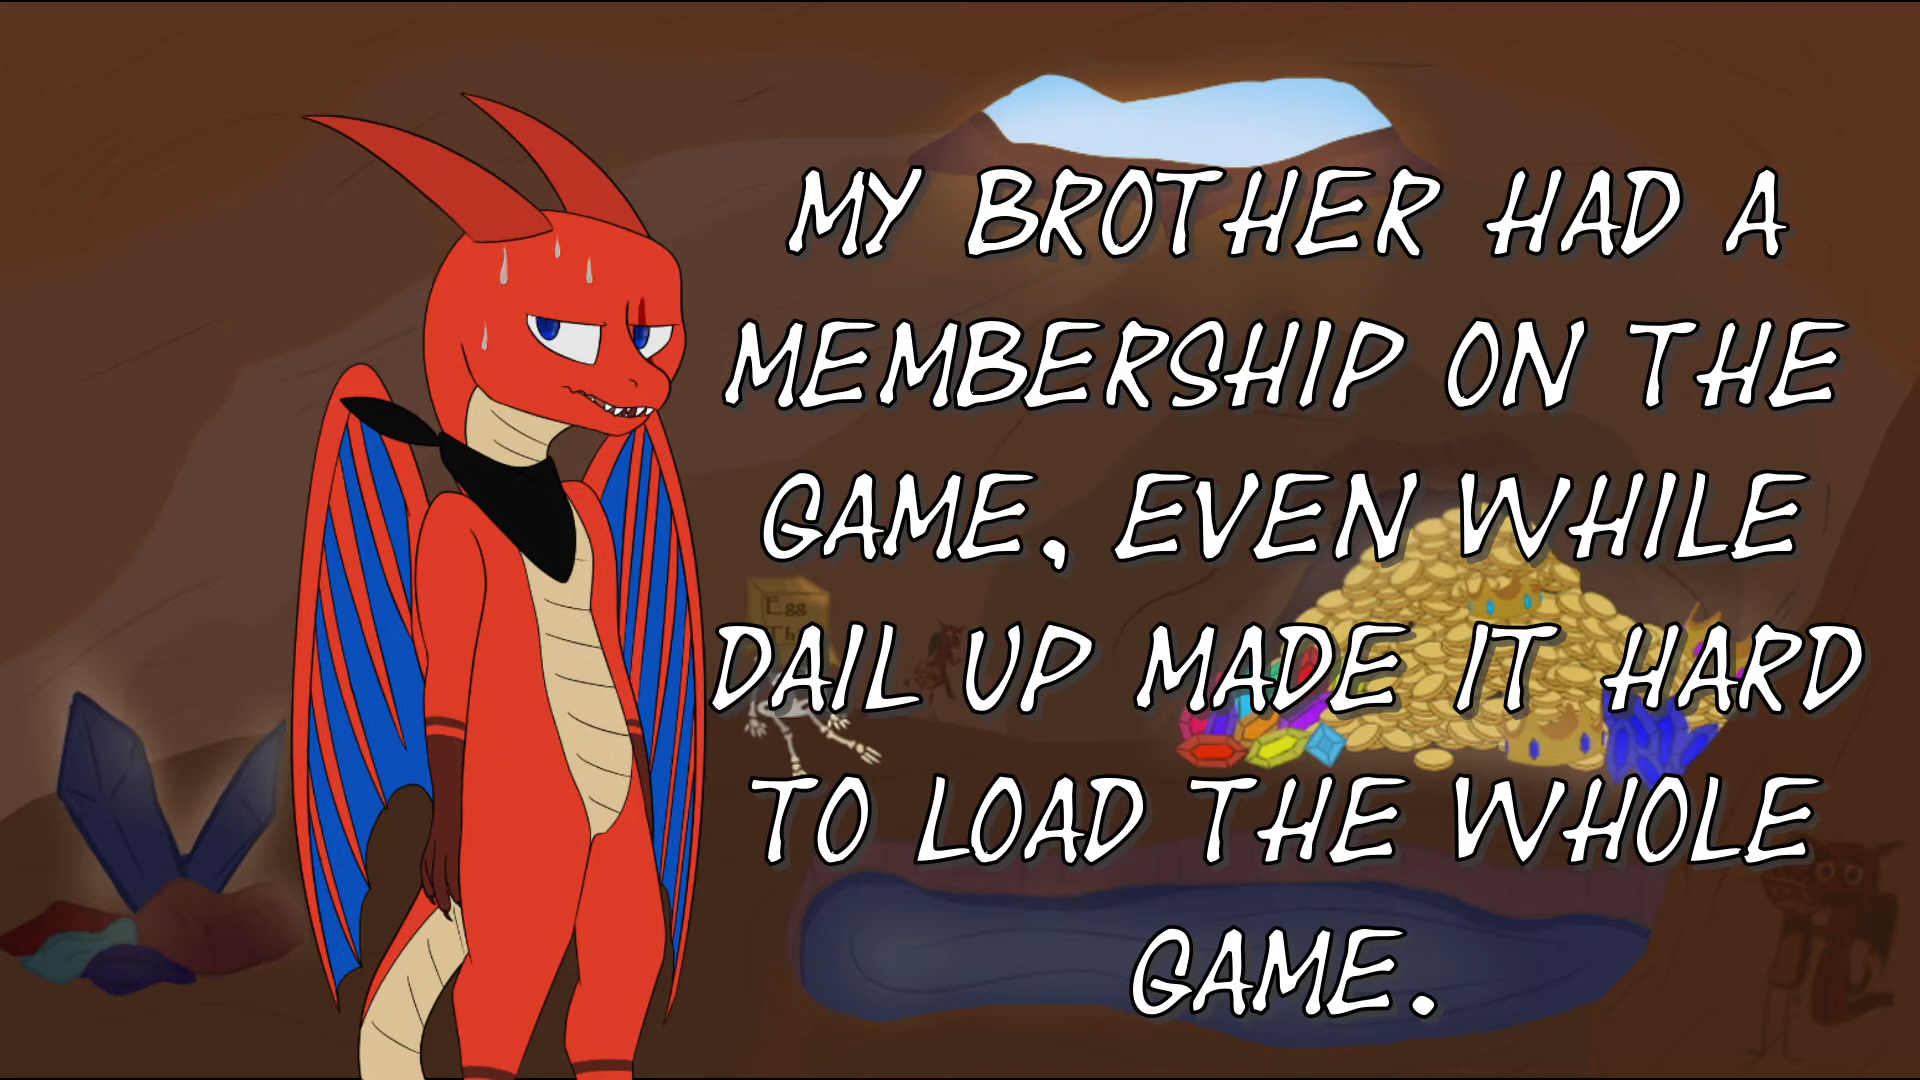 MY BROTHER HAD A
MEMBERSHIP ON THE
GAME, EVEN WHILE
DAIL UP MADE IT HARD
TO LOAD THE WHOLE
GAME.
Egg